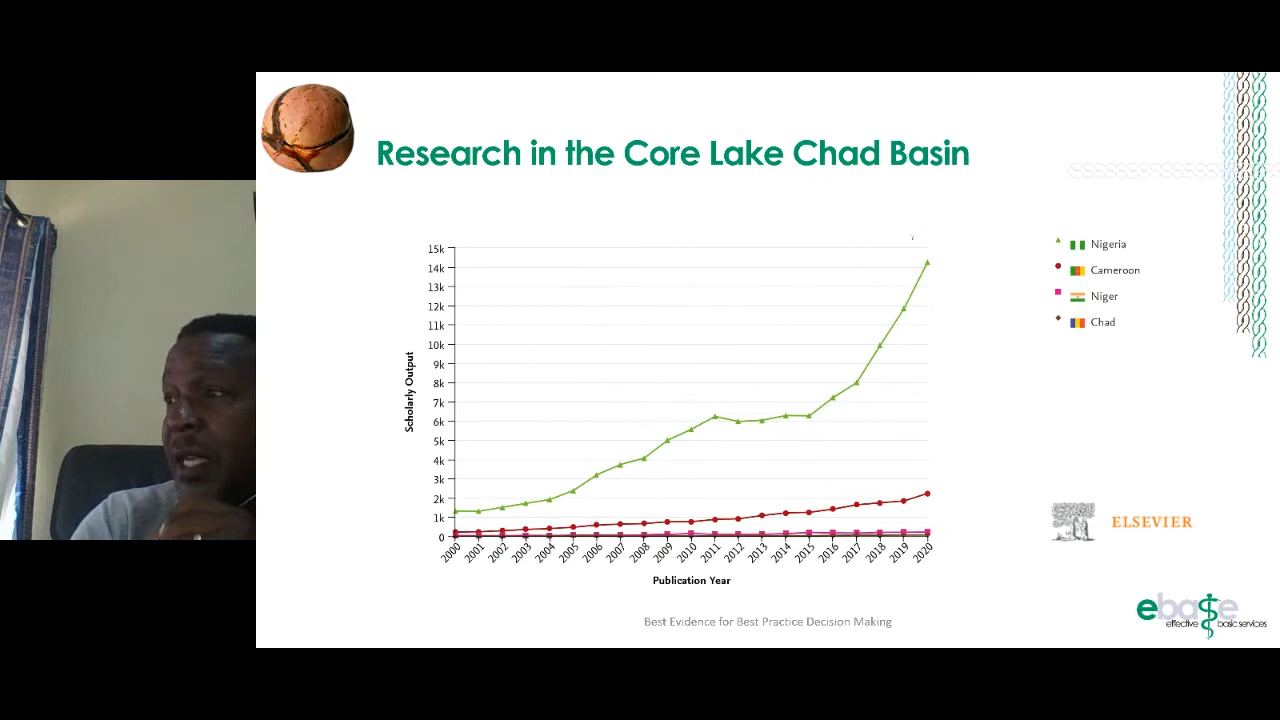 Research in the Core Lake Chad Basin
15k
14k
13k
12k
11k
10k
9k
8k
7k
6k
5k
4k
3k
2k
1k
0
Scholarly Output
2000
2001
2002
2003
2004
2005
2006
2007
2008
2009
2010
2011
2012
2013
2014
2015
2016
2017
2018
2019
2020
Publication Year
Nigeria
Cameroon
Niger
Chad
ELSEVIER
ebase
effective basic services
Best Evidence for Best Practice Decision Making